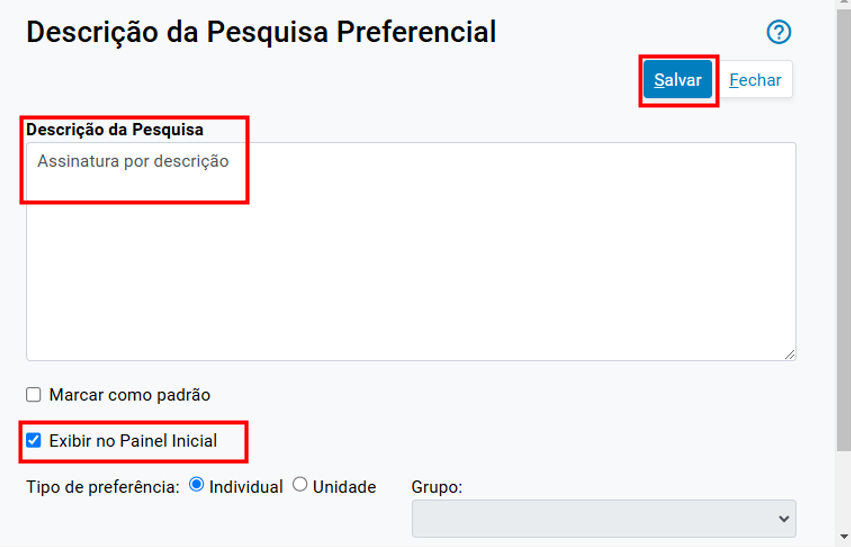 Descrição da Pesquisa Preferencial
Salvar
Fechar
Descrição da Pesquisa
Assinatura por descrição
Marcar como padrão
Exibir no Painel Inicial
Tipo de preferência: Individual Unidade Grupo: